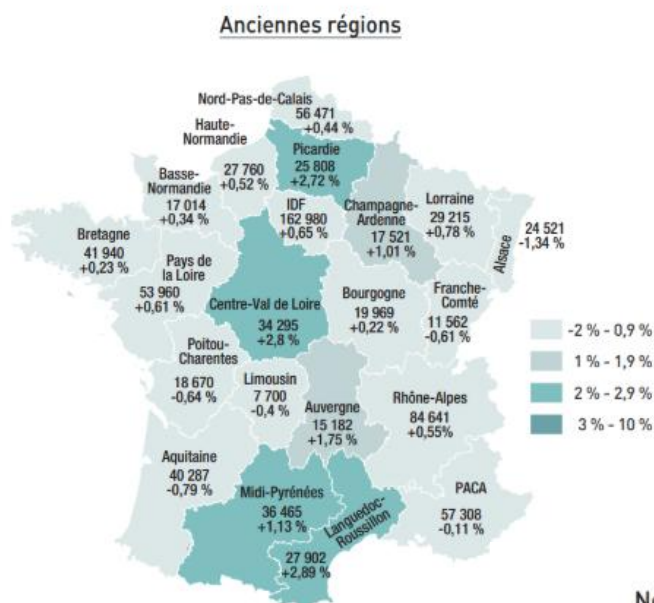 Anciennes régions
Nord-Pas-de-Calais
56 471
+0,44 %
Haute-
Normandie
27 760
+0,52 %
Picardie
25 808
+2,72 %
Basse-
Normandie
17 014
+0,34 %
IDF
162 980
+0,65 %
Champagne-
Ardenne
17 521
+1,01 %
Lorraine
29 215
+0,78 %
Alsace
24 521
-1,34 %
Bretagne
41 940
+0,23 %
Pays de
la Loire
53 960
+0,61 %
Centre-Val de Loire
34 295
+2,8 %
Bourgogne
19 969
+0,22 %
Franche-
Comté
11 562
-0,61 %
Poitou-
Charentes
18 670
-0,64 %
Limousin
7 700
-0,4 %
Auvergne
15 182
+1,75 %
Rhône-Alpes
84 641
+0,55%
Aquitaine
40 287
-0,79 %
Midi-Pyrénées
36 465
+1,13 %
Languedoc-
Roussillon
27 902
+2,89 %
PACA
57 308
-0,11 %
-2 % - 0,9 %
1 % - 1,9 %
2 % - 2,9 %
3 % - 10 %